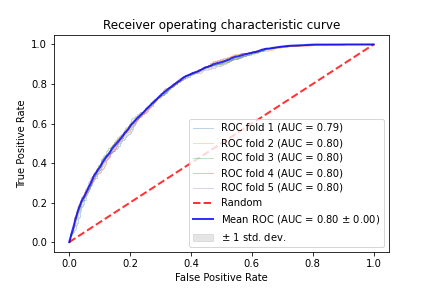 Receiver operating characteristic curve
True Positive Rate
1.0
0.8
0.6
0.4
0.2
0.0
ROC fold 1 (AUC = 0.79)
ROC fold 2 (AUC = 0.80)
ROC fold 3 (AUC = 0.80)
ROC fold 4 (AUC = 0.80)
ROC fold 5 (AUC = 0.80)
Random
Mean ROC (AUC = 0.80 ± 0.00)
± 1 std. dev.
0.0 0.2 0.4 0.6 0.8 1.0
False Positive Rate